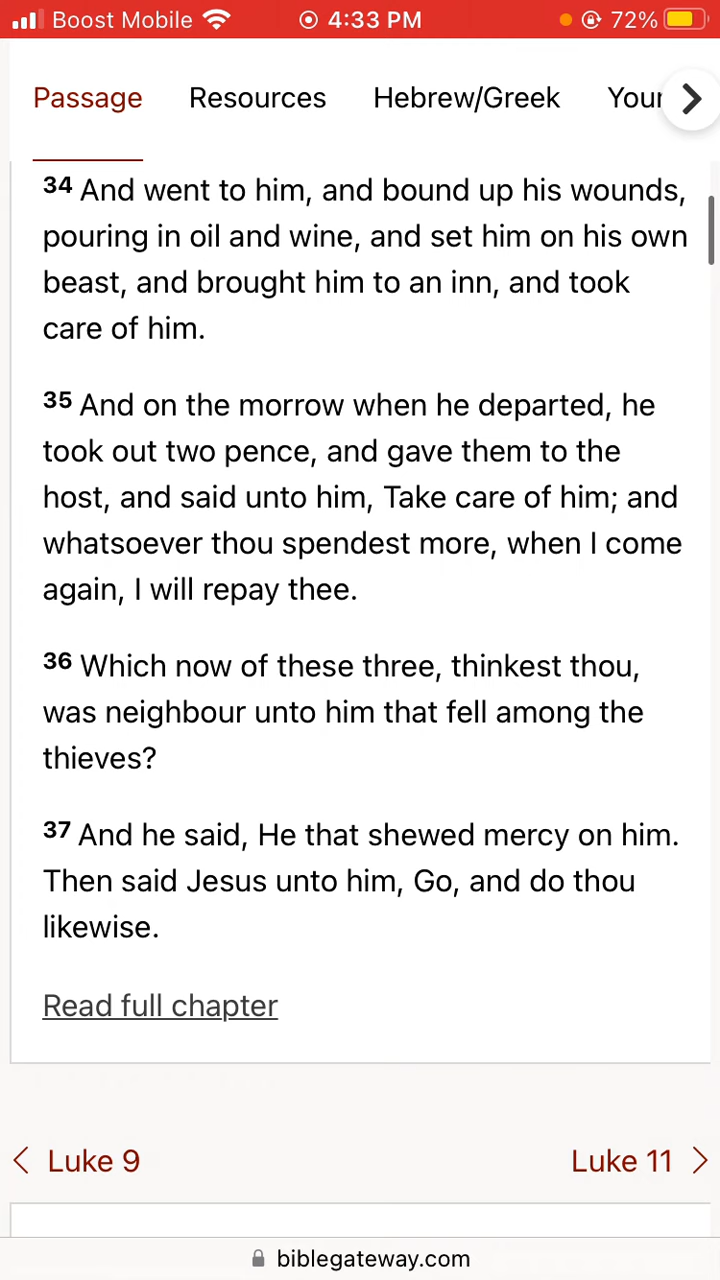 Boost Mobile 4:33 PM 72%
Passage Resources Hebrew/Greek Your
34 And went to him, and bound up his wounds,
pouring in oil and wine, and set him on his own
beast, and brought him to an inn, and took
care of him.
35 And on the morrow when he departed, he
took out two pence, and gave them to the
host, and said unto him, Take care of him; and
whatsoever thou spendest more, when I come
again, I will repay thee.
36 Which now of these three, thinkest thou,
was neighbour unto him that fell among the
thieves?
37 And he said, He that shewed mercy on him.
Then said Jesus unto him, Go, and do thou
likewise.
Read full chapter
Luke 9 Luke 11
biblegateway.com